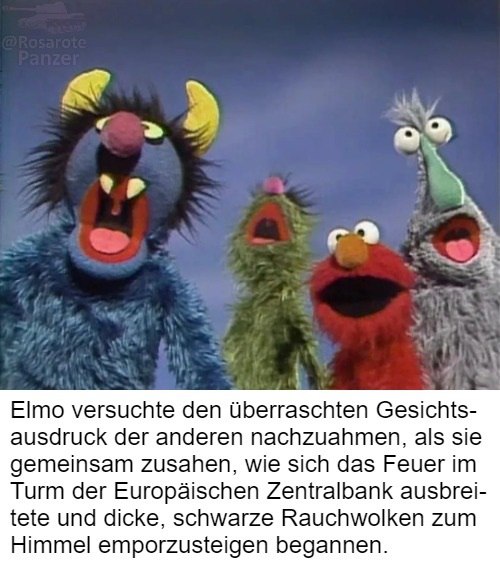 @Rosarote
Panzer
Elmo versuchte den überraschten Gesichts-
ausdruck der anderen nachzuahmen, als sie
gemeinsam zusahen, wie sich das Feuer im
Turm der Europäischen Zentralbank ausbrei-
tete und dicke, schwarze Rauchwolken zum
Himmel emporzusteigen begannen.